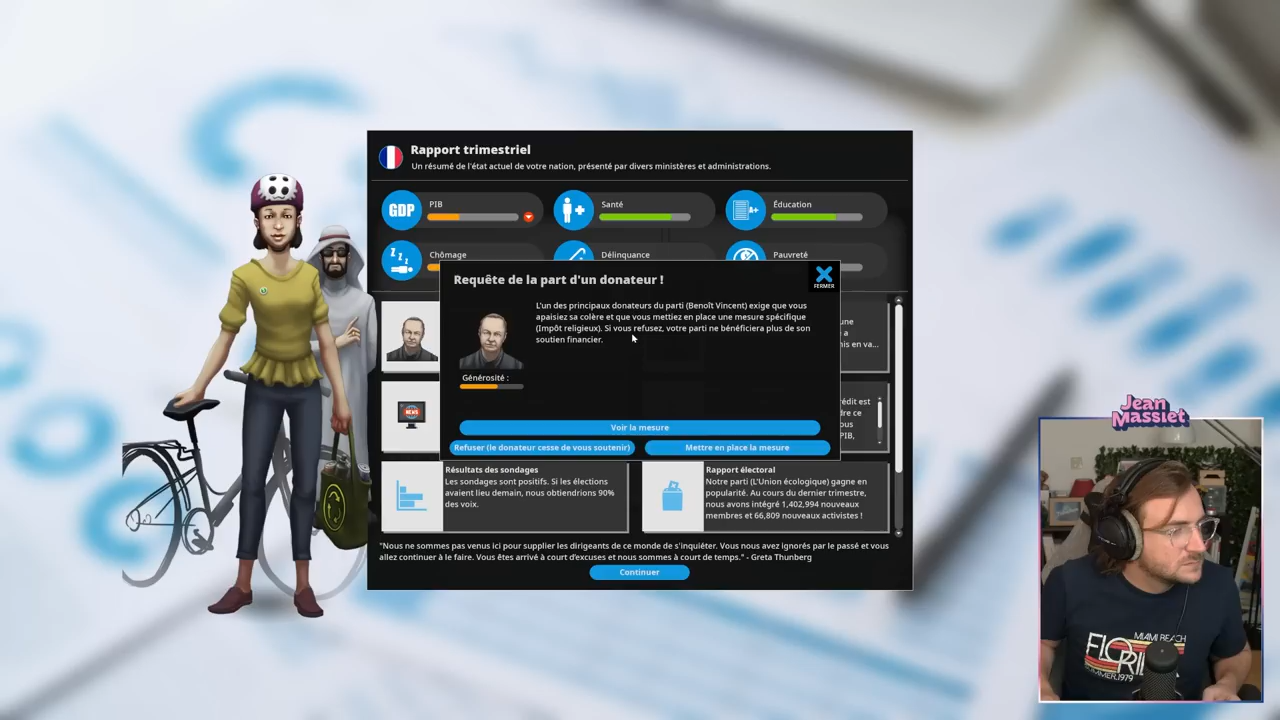 Rapport trimestriel
Un résumé de l'état actuel de votre nation, présenté par divers ministères et administrations.
GDP
PIB
Santé
Éducation
Chômage
Délinquance
Pauvreté
Requête de la part d'un donateur !
FERMER
L'un des principaux donateurs du parti (Benoît Vincent) exige que vous
apaisiez sa colère et que vous mettiez en place une mesure spécifique
(Impôt religieux). Si vous refusez, votre parti ne bénéficiera plus de son
soutien financier.
Générosité :
Voir la mesure
Refuser (le donateur cesse de vous soutenir)
Mettre en place la mesure
une
a
NEWS
rédit est
dre ce
ous
PIB,
Résultats des sondages
Les sondages sont positifs. Si les élections
avaient lieu demain, nous obtiendrions 90%
des voix.
Rapport électoral
Notre parti (L'Union écologique) gagne en
popularité. Au cours du dernier trimestre,
nous avons intégré 1,402,994 nouveaux
membres et 66,809 nouveaux activistes !
"Nous ne sommes pas venus ici pour supplier les dirigeants de ce monde de s'inquiéter. Vous nous avez ignorés par le passé et vous
allez continuer à le faire. Vous êtes arrivé à court d'excuses et nous sommes à court de temps." - Greta Thunberg
Continuer
Jean
Massiet
MIAMI BEACH